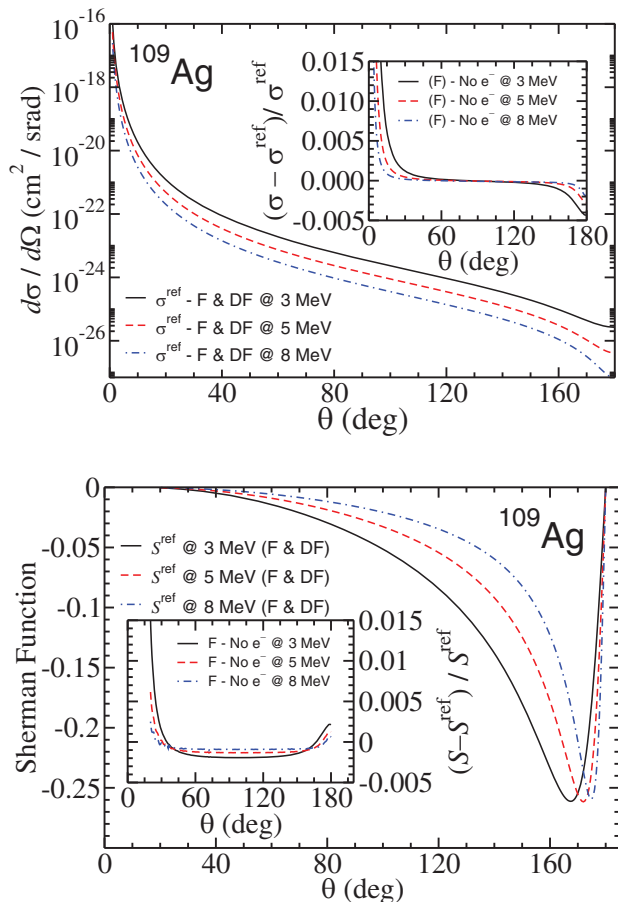 10⁻¹⁶
10⁻¹⁸
10⁻²⁰
10⁻²²
10⁻²⁴
10⁻²⁶
dσ / dΩ (cm² / srad)
¹⁰⁹Ag
0.015
0.010
0.005
0.000
-0.005
(σ − σ^ref) / σ^ref
(F) - No e⁻ @ 3 MeV
(F) - No e⁻ @ 5 MeV
(F) - No e⁻ @ 8 MeV
0 60 120 180
θ (deg)
σ^ref - F & DF @ 3 MeV
σ^ref - F & DF @ 5 MeV
σ^ref - F & DF @ 8 MeV
0 40 80 120 160
θ (deg)
0
-0.05
-0.1
-0.15
-0.2
-0.25
Sherman Function
¹⁰⁹Ag
S^ref @ 3 MeV (F & DF)
S^ref @ 5 MeV (F & DF)
S^ref @ 8 MeV (F & DF)
F - No e⁻ @ 3 MeV
F - No e⁻ @ 5 MeV
F - No e⁻ @ 8 MeV
0.015
0.01
0.005
0
-0.005
(S−S^ref) / S^ref
0 60 120 180
θ (deg)
0 40 80 120 160
θ (deg)